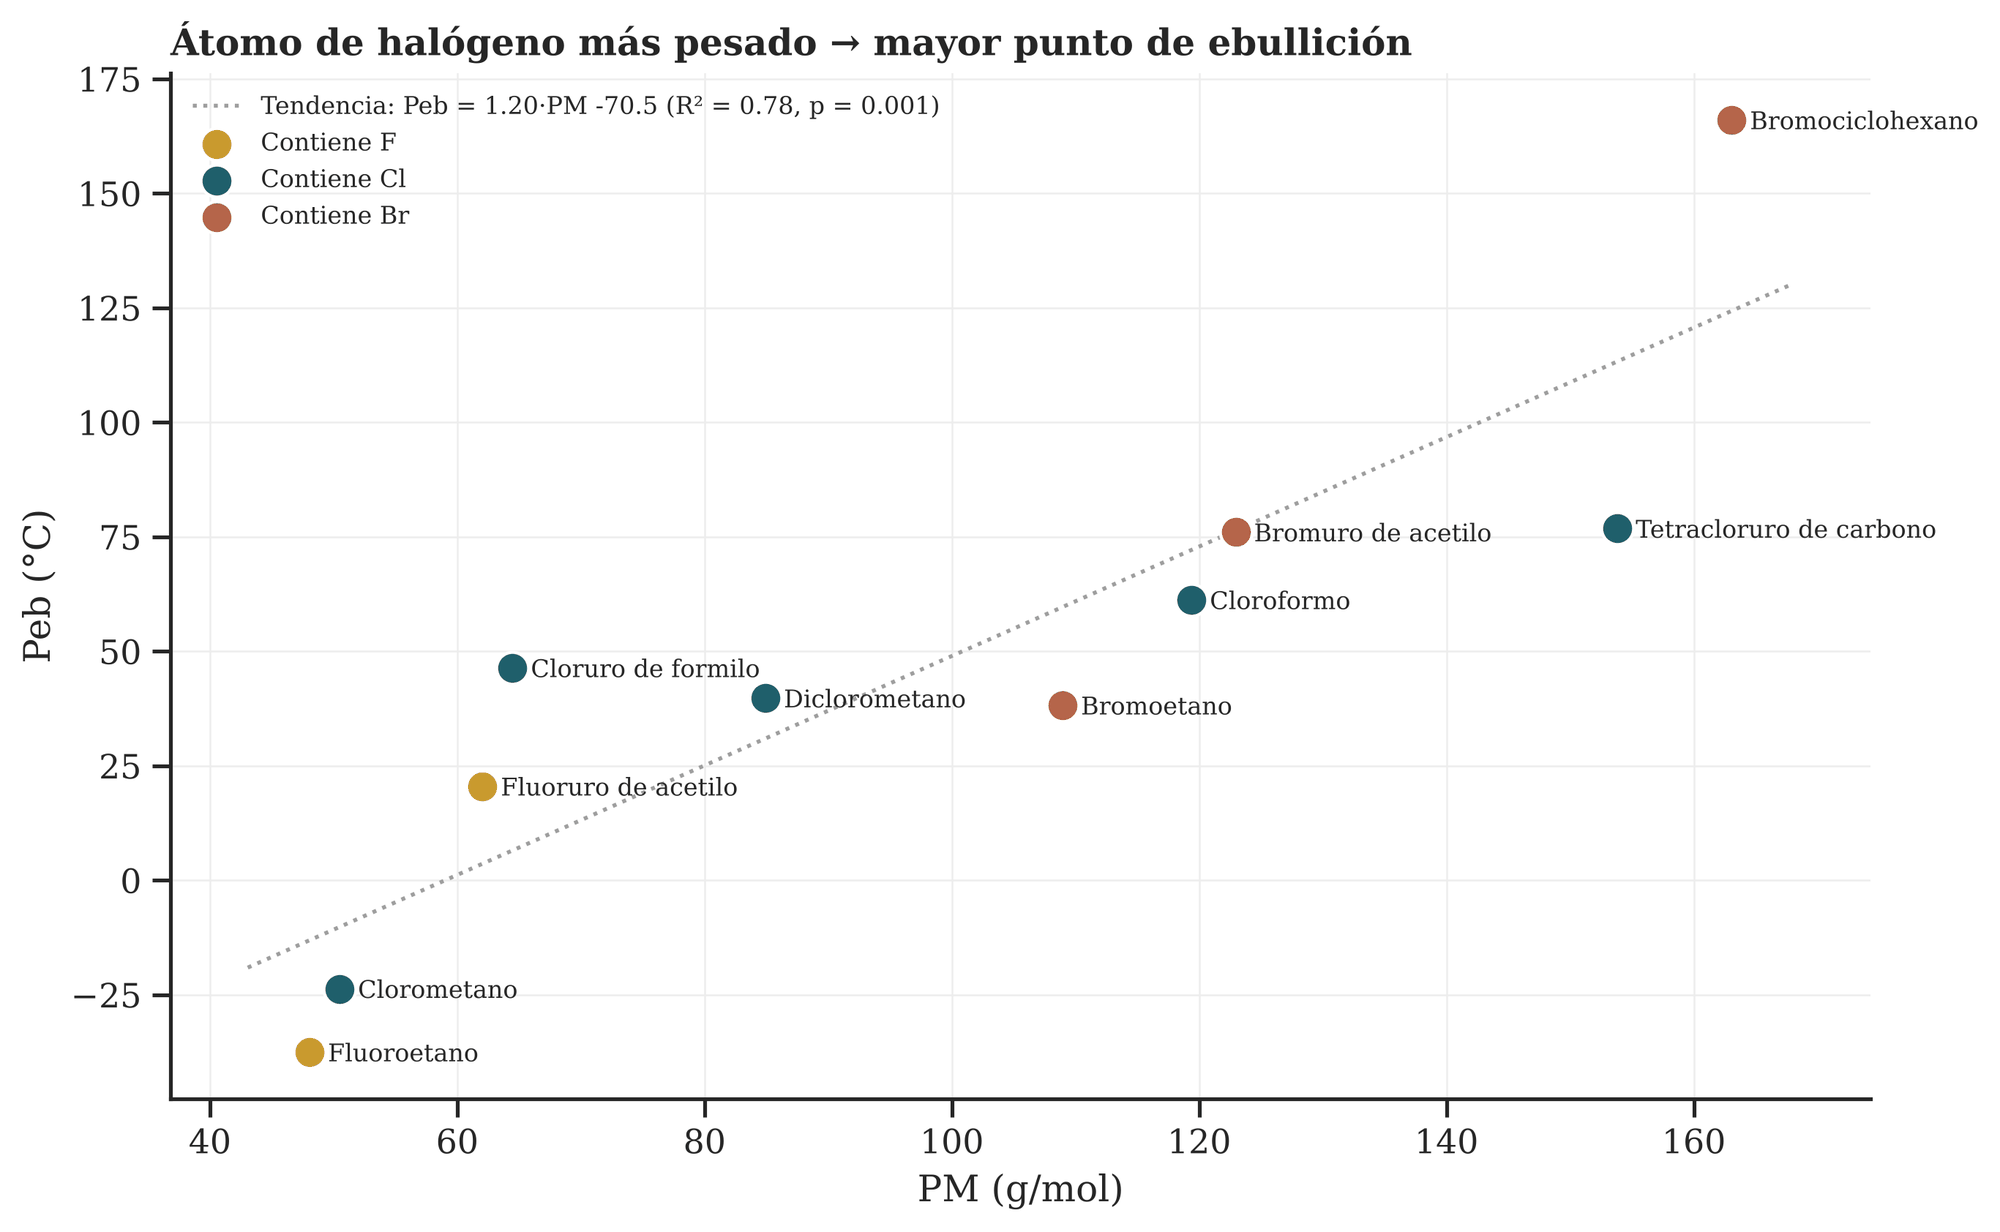 Átomo de halógeno más pesado → mayor punto de ebullición
Tendencia: Peb = 1.20·PM -70.5 (R² = 0.78, p = 0.001)
Contiene F
Contiene Cl
Contiene Br
Peb (°C)
175
150
125
100
75
50
25
0
−25
Bromociclohexano
Bromuro de acetilo
Tetracloruro de carbono
Cloroformo
Cloruro de formilo
Diclorometano
Bromoetano
Fluoruro de acetilo
Clorometano
Fluoroetano
40
60
80
100
120
140
160
PM (g/mol)